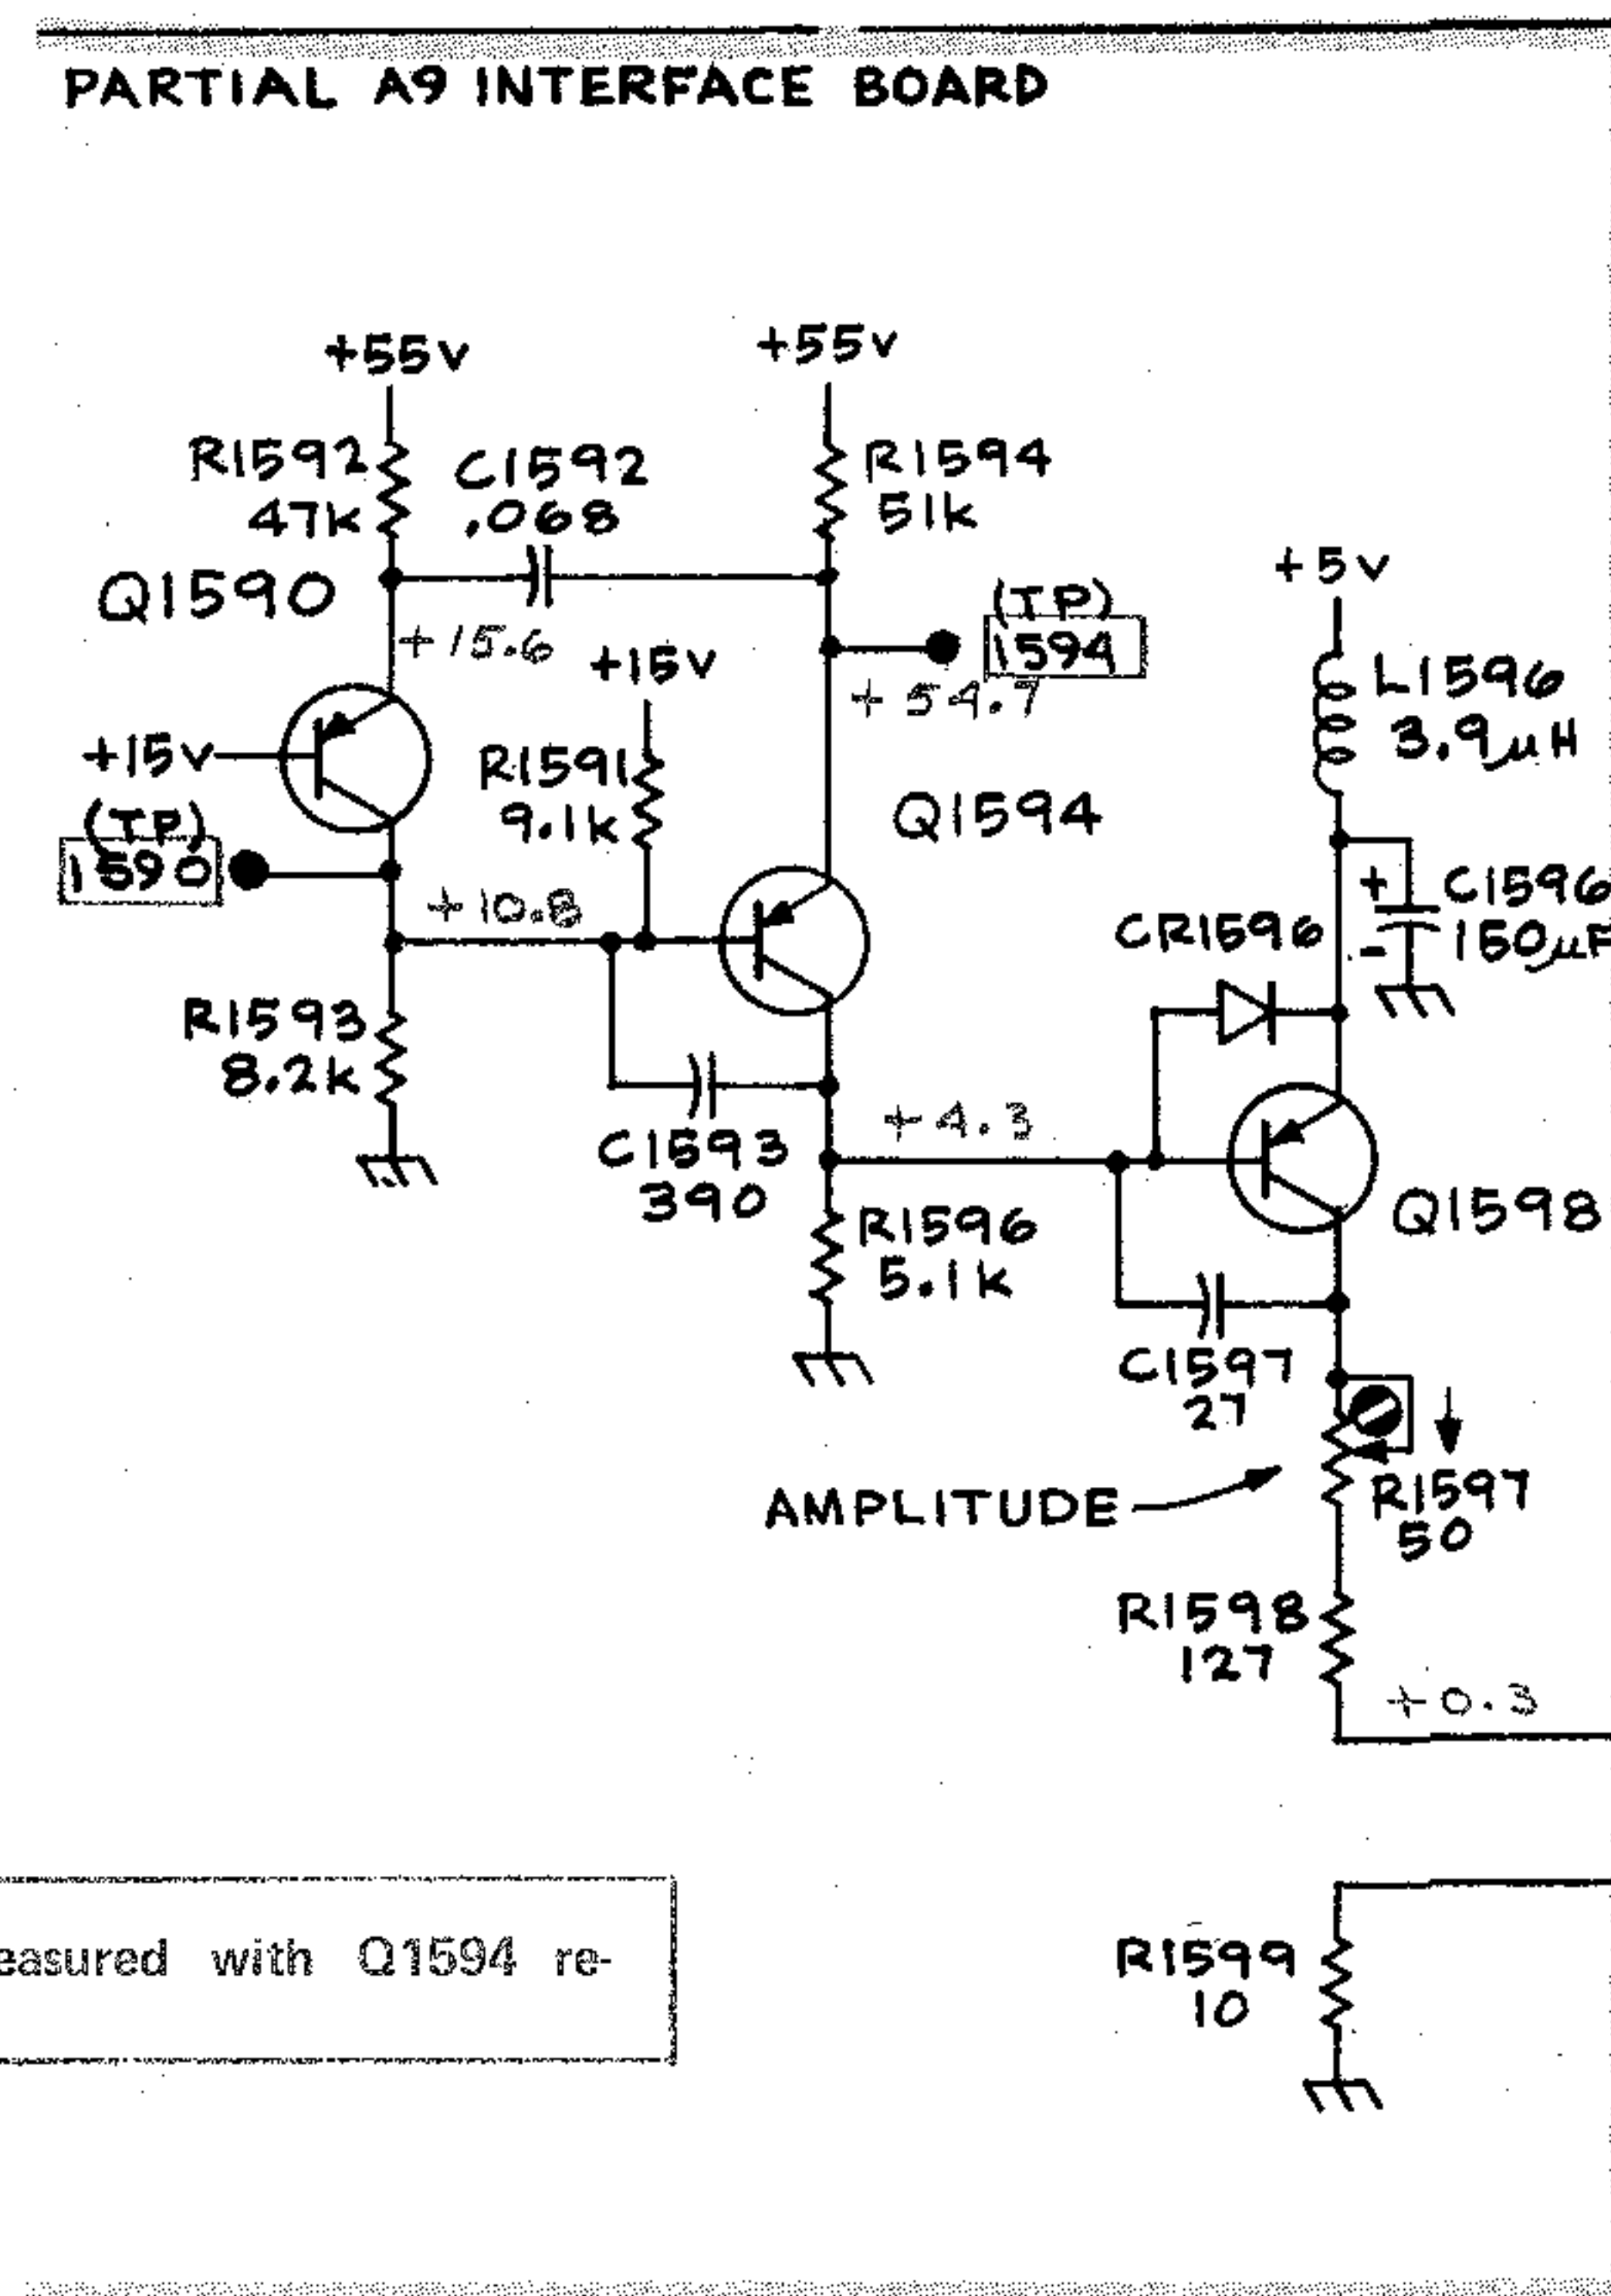 PARTIAL A9 INTERFACE BOARD
+55V
+55V
R1592
47K
C1592
.068
R1594
51K
Q1590
+15.6
+15V
(TP)
1594
+54.7
+5V
L1596
3.9µH
+15V
R1591
9.1K
Q1594
(TP)
1590
+10.8
CR1596
+
-
C1596
150µF
R1593
8.2K
C1593
390
+4.3
R1596
5.1K
Q1598
C1597
27
AMPLITUDE
R1597
50
R1598
127
+0.3
easured with Q1594 re-
R1599
10